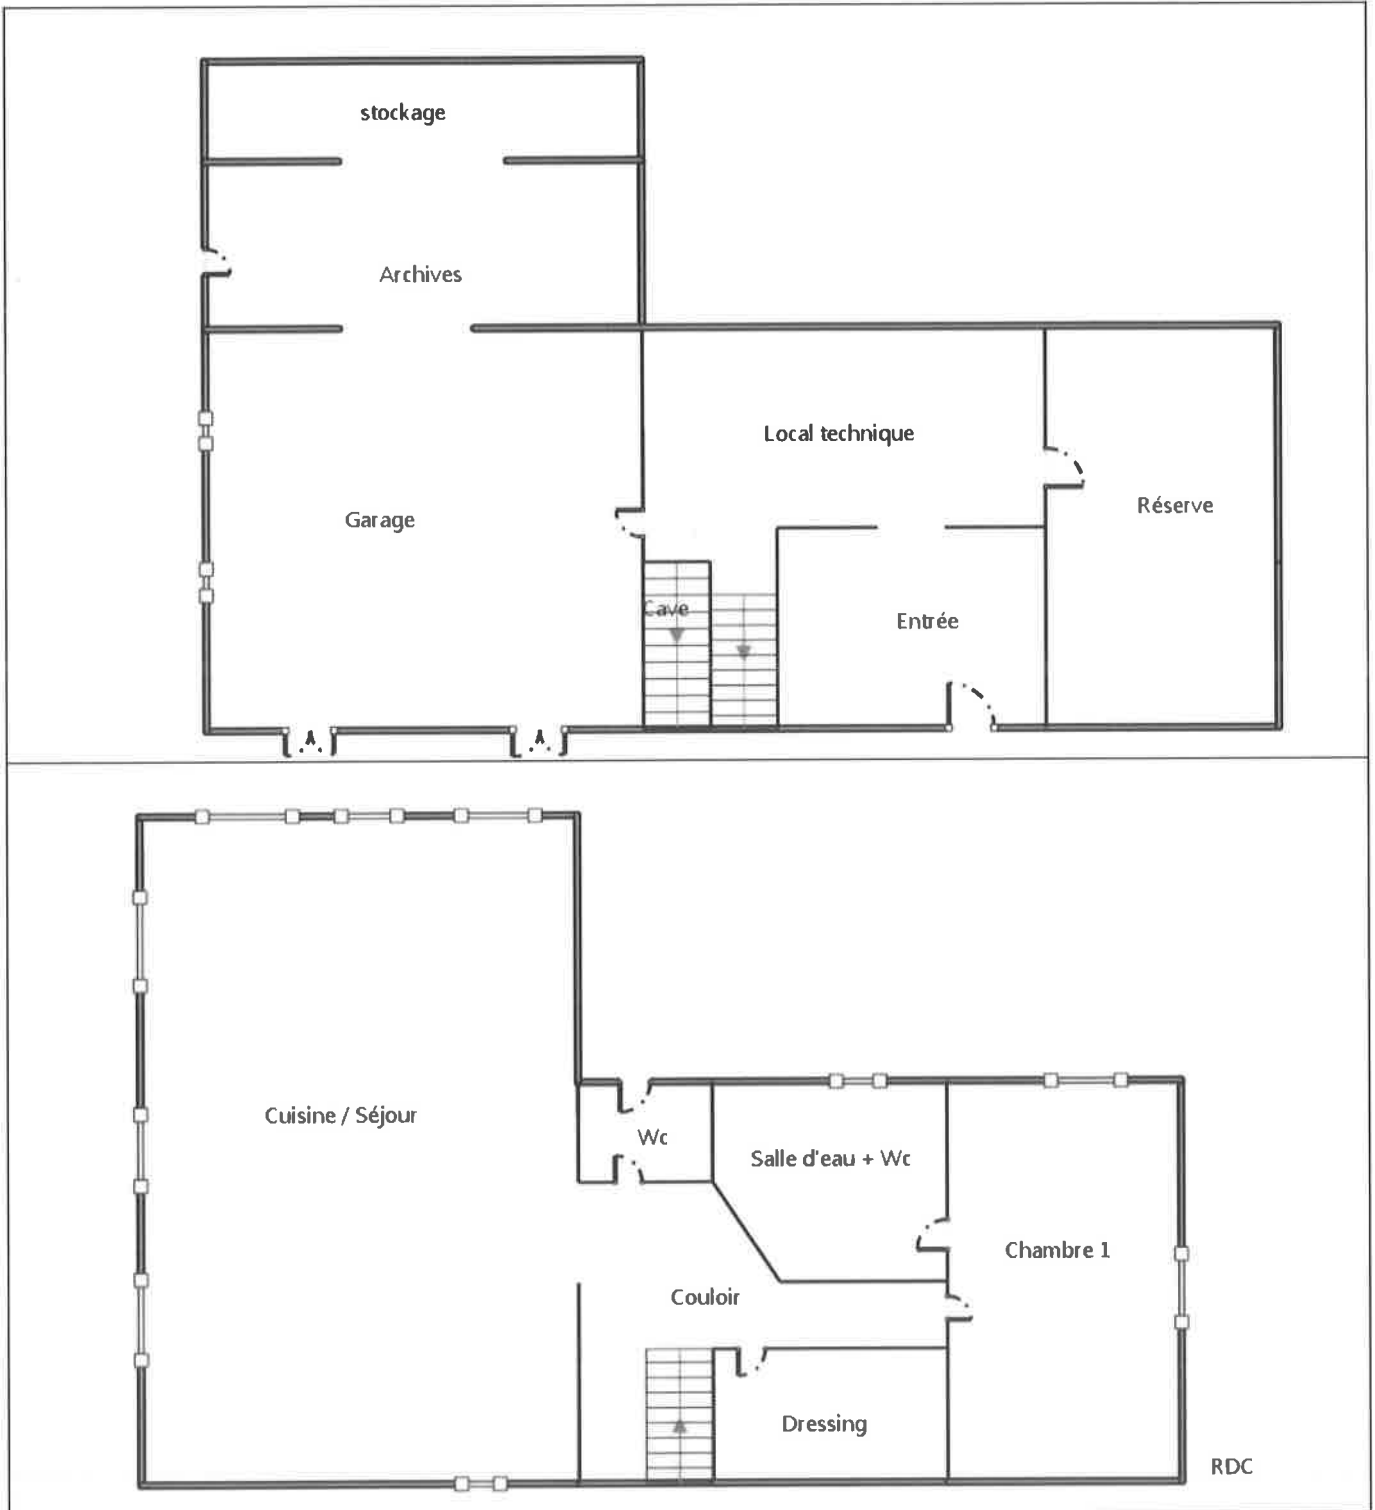 stockage
Archives
Local technique
Réserve
Garage
Cave
Entrée
Cuisine / Séjour
Wc
Salle d'eau + Wc
Chambre 1
Couloir
Dressing
RDC